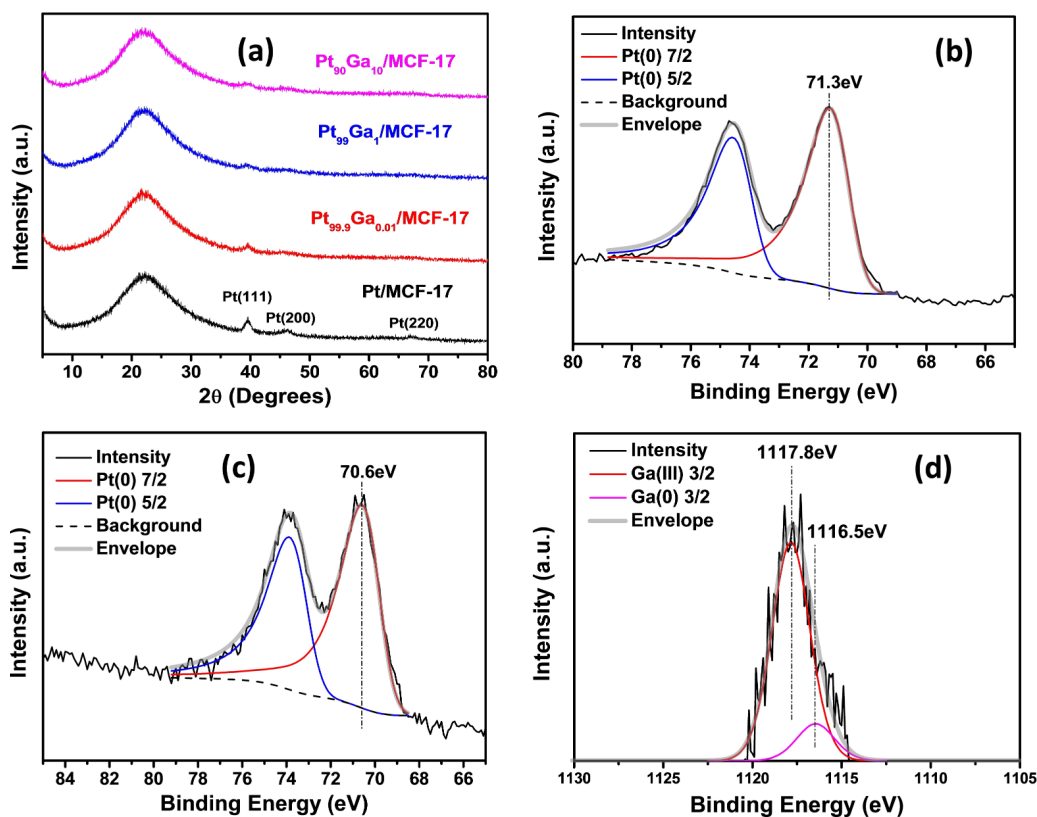 (a)
Pt₉₀Ga₁₀/MCF-17
Pt₉₉Ga₁/MCF-17
Pt₉₉.₉Ga₀.₀₁/MCF-17
Pt/MCF-17
Pt(111)
Pt(200)
Pt(220)
Intensity (a.u.)
10 20 30 40 50 60 70 80
2θ (Degrees)
(b)
Intensity
Pt(0) 7/2
Pt(0) 5/2
Background
Envelope
71.3eV
Intensity (a.u.)
80 78 76 74 72 70 68 66
Binding Energy (eV)
(c)
Intensity
Pt(0) 7/2
Pt(0) 5/2
Background
Envelope
70.6eV
Intensity (a.u.)
84 82 80 78 76 74 72 70 68 66
Binding Energy (eV)
(d)
Intensity
Ga(III) 3/2
Ga(0) 3/2
Envelope
1117.8eV
1116.5eV
Intensity (a.u.)
1130 1125 1120 1115 1110 1105
Binding Energy (eV)